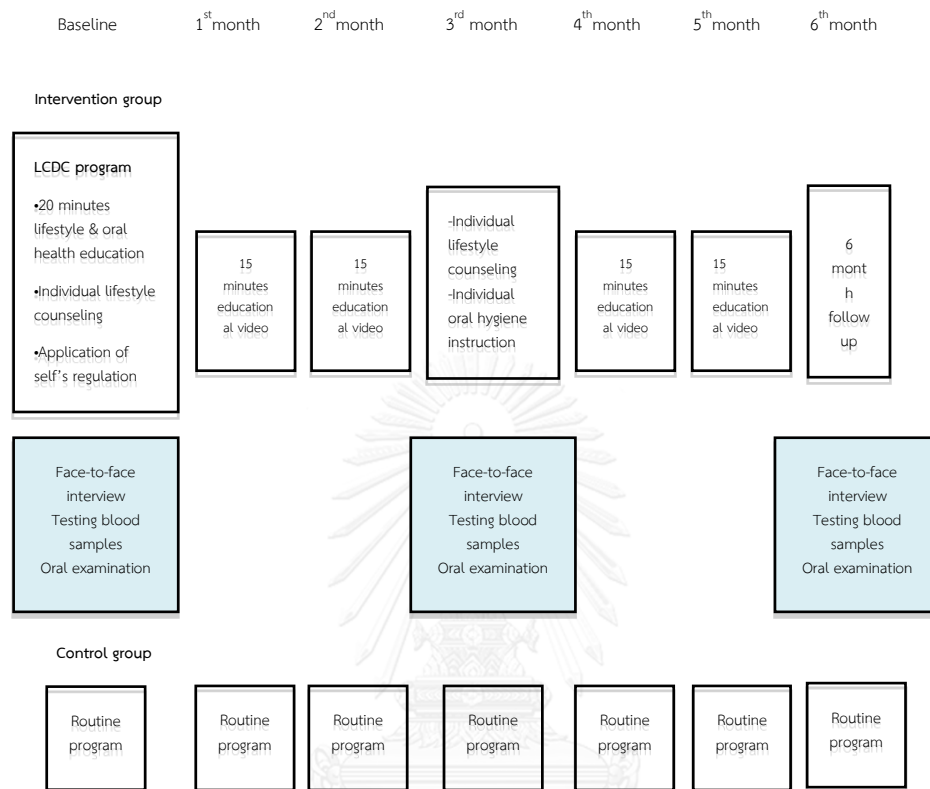 Baseline 1st month 2nd month 3rd month 4th month 5th month 6th month
Intervention group
LCDC program
•20 minutes
lifestyle & oral
health education
•Individual lifestyle
counseling
•Application of
self's regulation
15
minutes
education
al video
15
minutes
education
al video
-Individual
lifestyle
counseling
-Individual
oral hygiene
instruction
15
minutes
education
al video
15
minutes
education
al video
6
mont
h
follow
up
Face-to-face
interview
Testing blood
samples
Oral examination
Face-to-face
interview
Testing blood
samples
Oral examination
Face-to-face
interview
Testing blood
samples
Oral examination
Control group
Routine
program
Routine
program
Routine
program
Routine
program
Routine
program
Routine
program
Routine
program